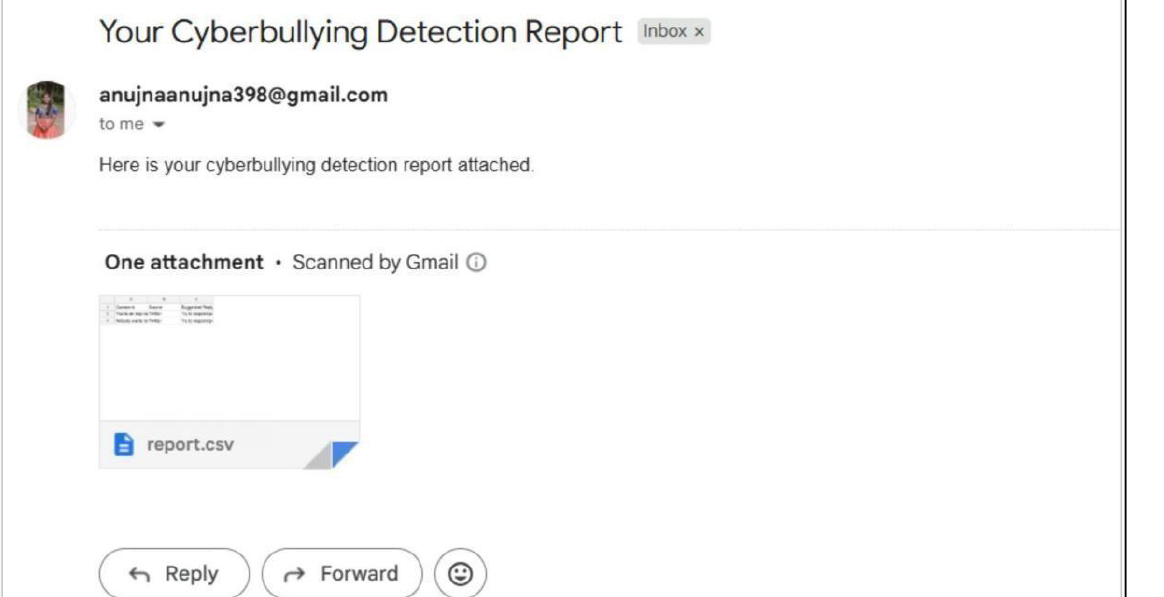 Your Cyberbullying Detection Report Inbox ×
anujnaanujna398@gmail.com
to me
Here is your cyberbullying detection report attached.
One attachment • Scanned by Gmail
report.csv
Reply Forward